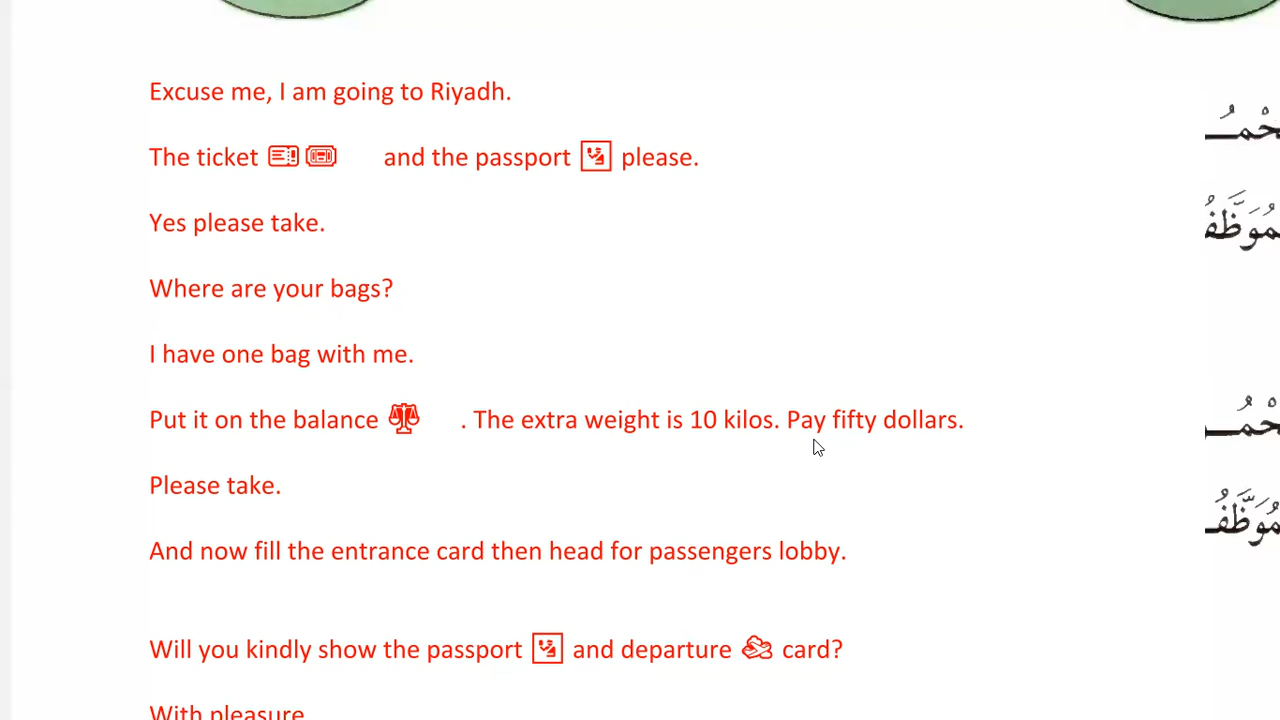 Excuse me, I am going to Riyadh.
The ticket and the passport please.
Yes please take.
Where are your bags?
I have one bag with me.
Put it on the balance . The extra weight is 10 kilos. Pay fifty dollars.
Please take.
And now fill the entrance card then head for passengers lobby.
Will you kindly show the passport and departure card?
With pleasure